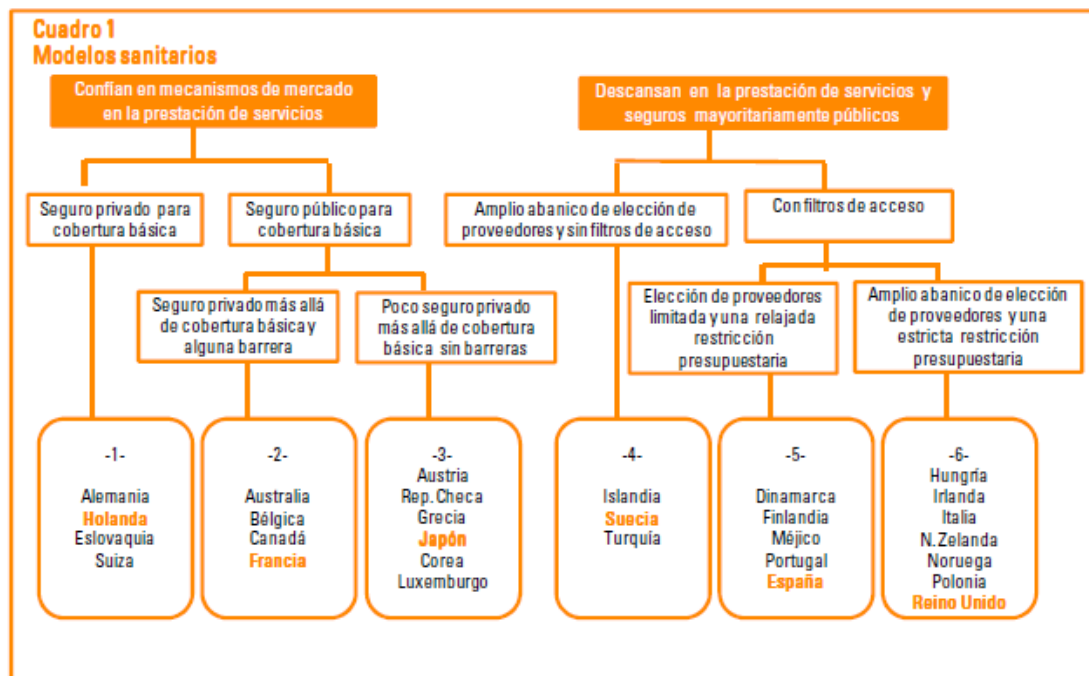 Cuadro 1
Modelos sanitarios
Confían en mecanismos de mercado
en la prestación de servicios
Descansan en la prestación de servicios y
seguros mayoritariamente públicos
Seguro privado para
cobertura básica
Seguro público para
cobertura básica
Amplio abanico de elección de
proveedores y sin filtros de acceso
Con filtros de acceso
Seguro privado más allá
de cobertura básica y
alguna barrera
Poco seguro privado
más allá de cobertura
básica sin barreras
Elección de proveedores
limitada y una relajada
restricción
presupuestaria
Amplio abanico de elección
de proveedores y una
estricta restricción
presupuestaria
-1-
Alemania
Holanda
Eslovaquia
Suiza
-2-
Australia
Bélgica
Canadá
Francia
-3-
Austria
Rep. Checa
Grecia
Japón
Corea
Luxemburgo
-4-
Islandia
Suecia
Turquía
-5-
Dinamarca
Finlandia
Méjico
Portugal
España
-6-
Hungría
Irlanda
Italia
N. Zelanda
Noruega
Polonia
Reino Unido